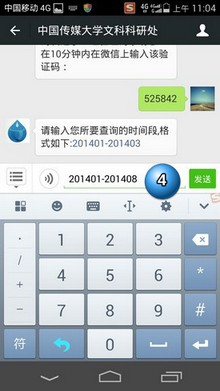 中国移动 4G 4G 上午 11:04
中国传媒大学文科科研处
在10分钟内在微信上输入该验
证码：
525842
请输入您所要查询的时间段,格
式如下:201401-201403
201401-201408
4
发送
· 1 2 3
/ 4 5 6
+ 7 8 9
- 符 0